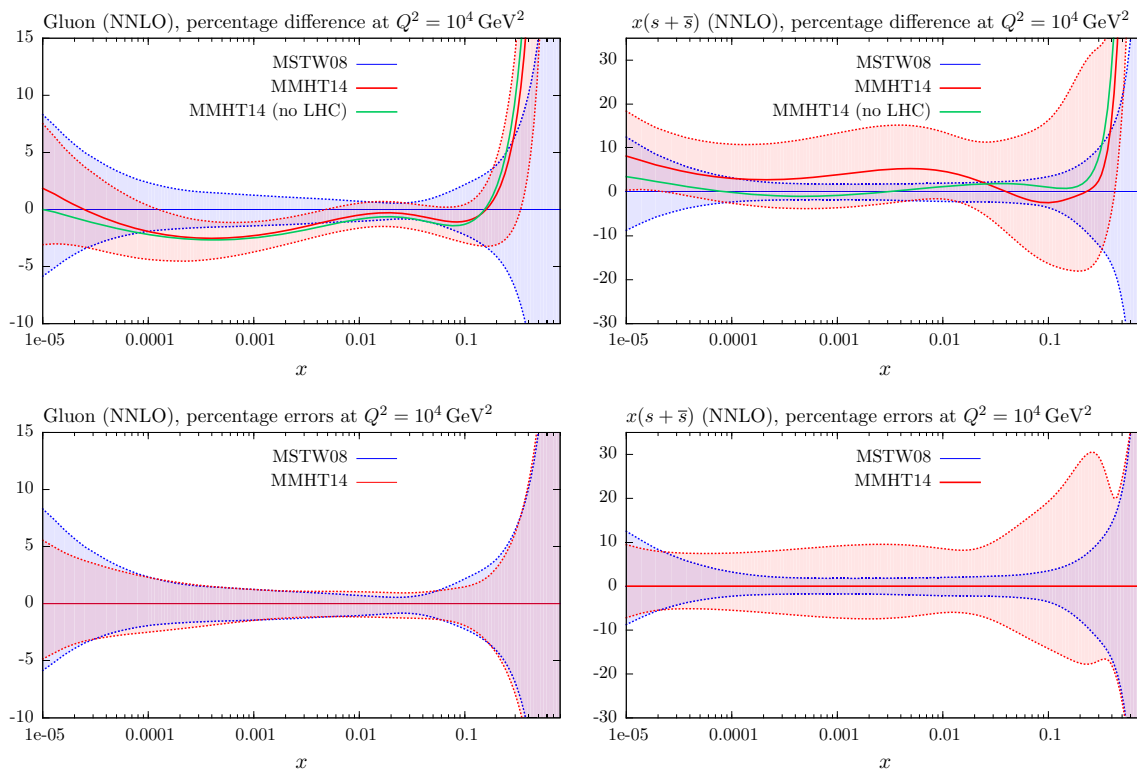 Gluon (NNLO), percentage difference at Q² = 10⁴ GeV²
15
10
5
0
-5
-10
MSTW08
MMHT14
MMHT14 (no LHC)
1e-05 0.0001 0.001 0.01 0.1
x
x(s + s̅) (NNLO), percentage difference at Q² = 10⁴ GeV²
30
20
10
0
-10
-20
-30
MSTW08
MMHT14
MMHT14 (no LHC)
1e-05 0.0001 0.001 0.01 0.1
x
Gluon (NNLO), percentage errors at Q² = 10⁴ GeV²
15
10
5
0
-5
-10
MSTW08
MMHT14
1e-05 0.0001 0.001 0.01 0.1
x
x(s + s̅) (NNLO), percentage errors at Q² = 10⁴ GeV²
30
20
10
0
-10
-20
-30
MSTW08
MMHT14
1e-05 0.0001 0.001 0.01 0.1
x